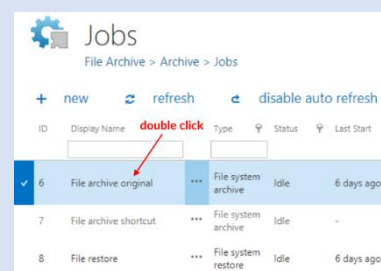 Jobs
File Archive > Archive > Jobs
+ new refresh disable auto refresh
ID Display Name double click Type Status Last Start
6 File archive original ... File system archive Idle 6 days ago
7 File archive shortcut ... File system archive Idle -
8 File restore ... File system restore Idle 6 days ago